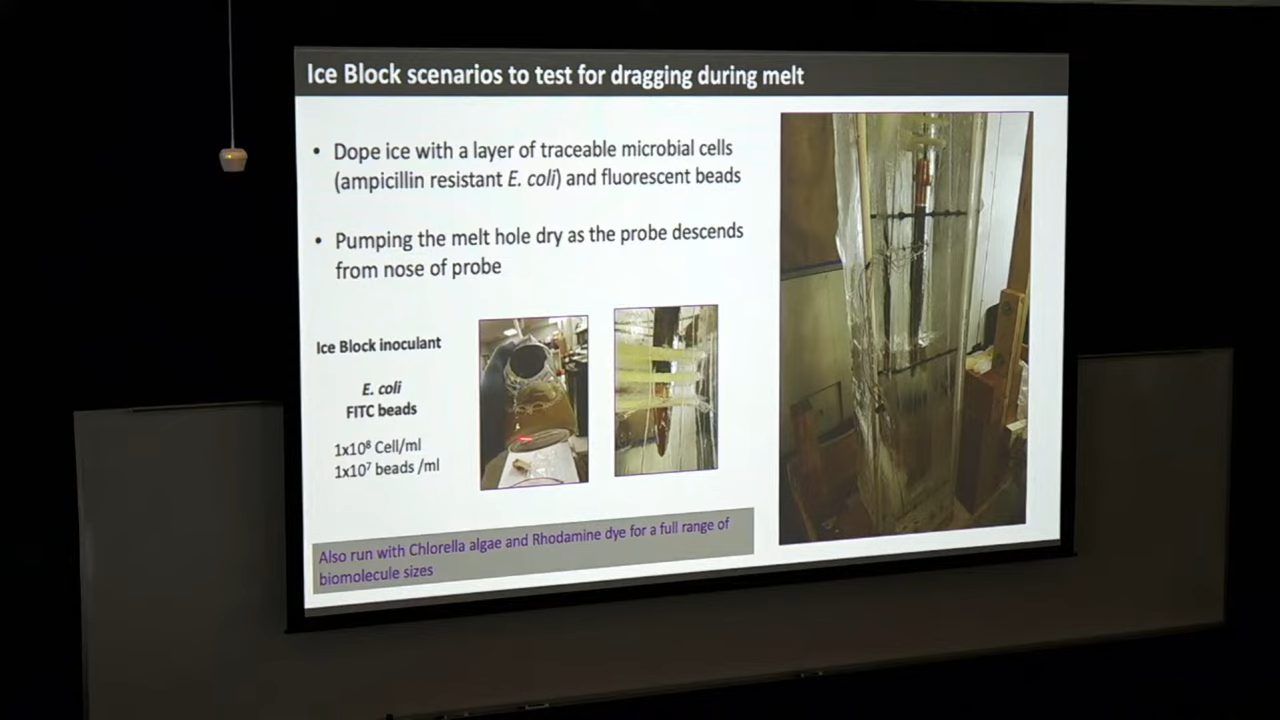 Ice Block scenarios to test for dragging during melt
• Dope ice with a layer of traceable microbial cells
(ampicillin resistant E. coli) and fluorescent beads
• Pumping the melt hole dry as the probe descends
from nose of probe
Ice Block inoculant
E. coli
FITC beads
1x10⁸ Cell/ml
1x10⁷ beads /ml
Also run with Chlorella algae and Rhodamine dye for a full range of
biomolecule sizes